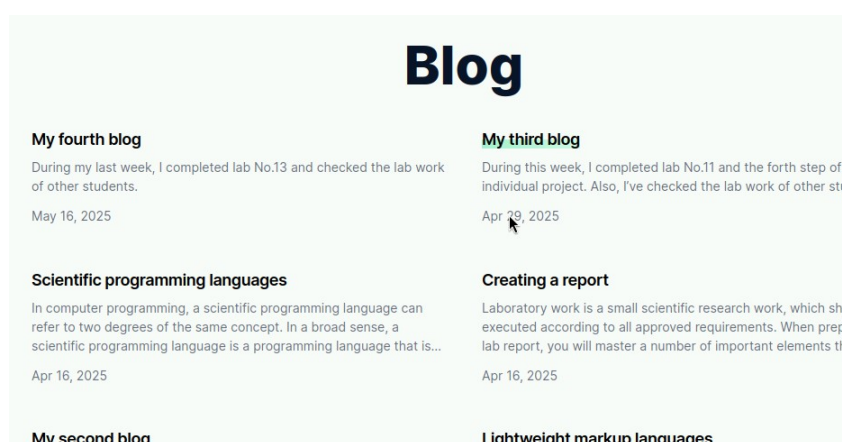 Blog
My fourth blog
During my last week, I completed lab No.13 and checked the lab work
of other students.
May 16, 2025
My third blog
During this week, I completed lab No.11 and the forth step of
individual project. Also, I've checked the lab work of other
Apr 29, 2025
Scientific programming languages
In computer programming, a scientific programming language can
refer to two degrees of the same concept. In a broad sense, a
scientific programming language is a programming language that is...
Apr 16, 2025
Creating a report
Laboratory work is a small scientific research work, which
executed according to all approved requirements. When
lab report, you will master a number of important elements
Apr 16, 2025
My second blog
Lightweight markup languages